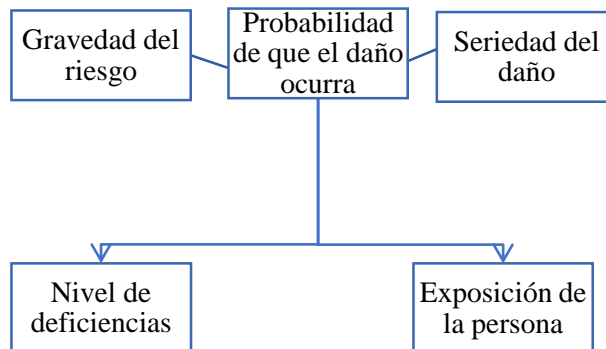 Gravedad del
riesgo
Probabilidad
de que el daño
ocurra
Seriedad del
daño
Nivel de
deficiencias
Exposición de
la persona